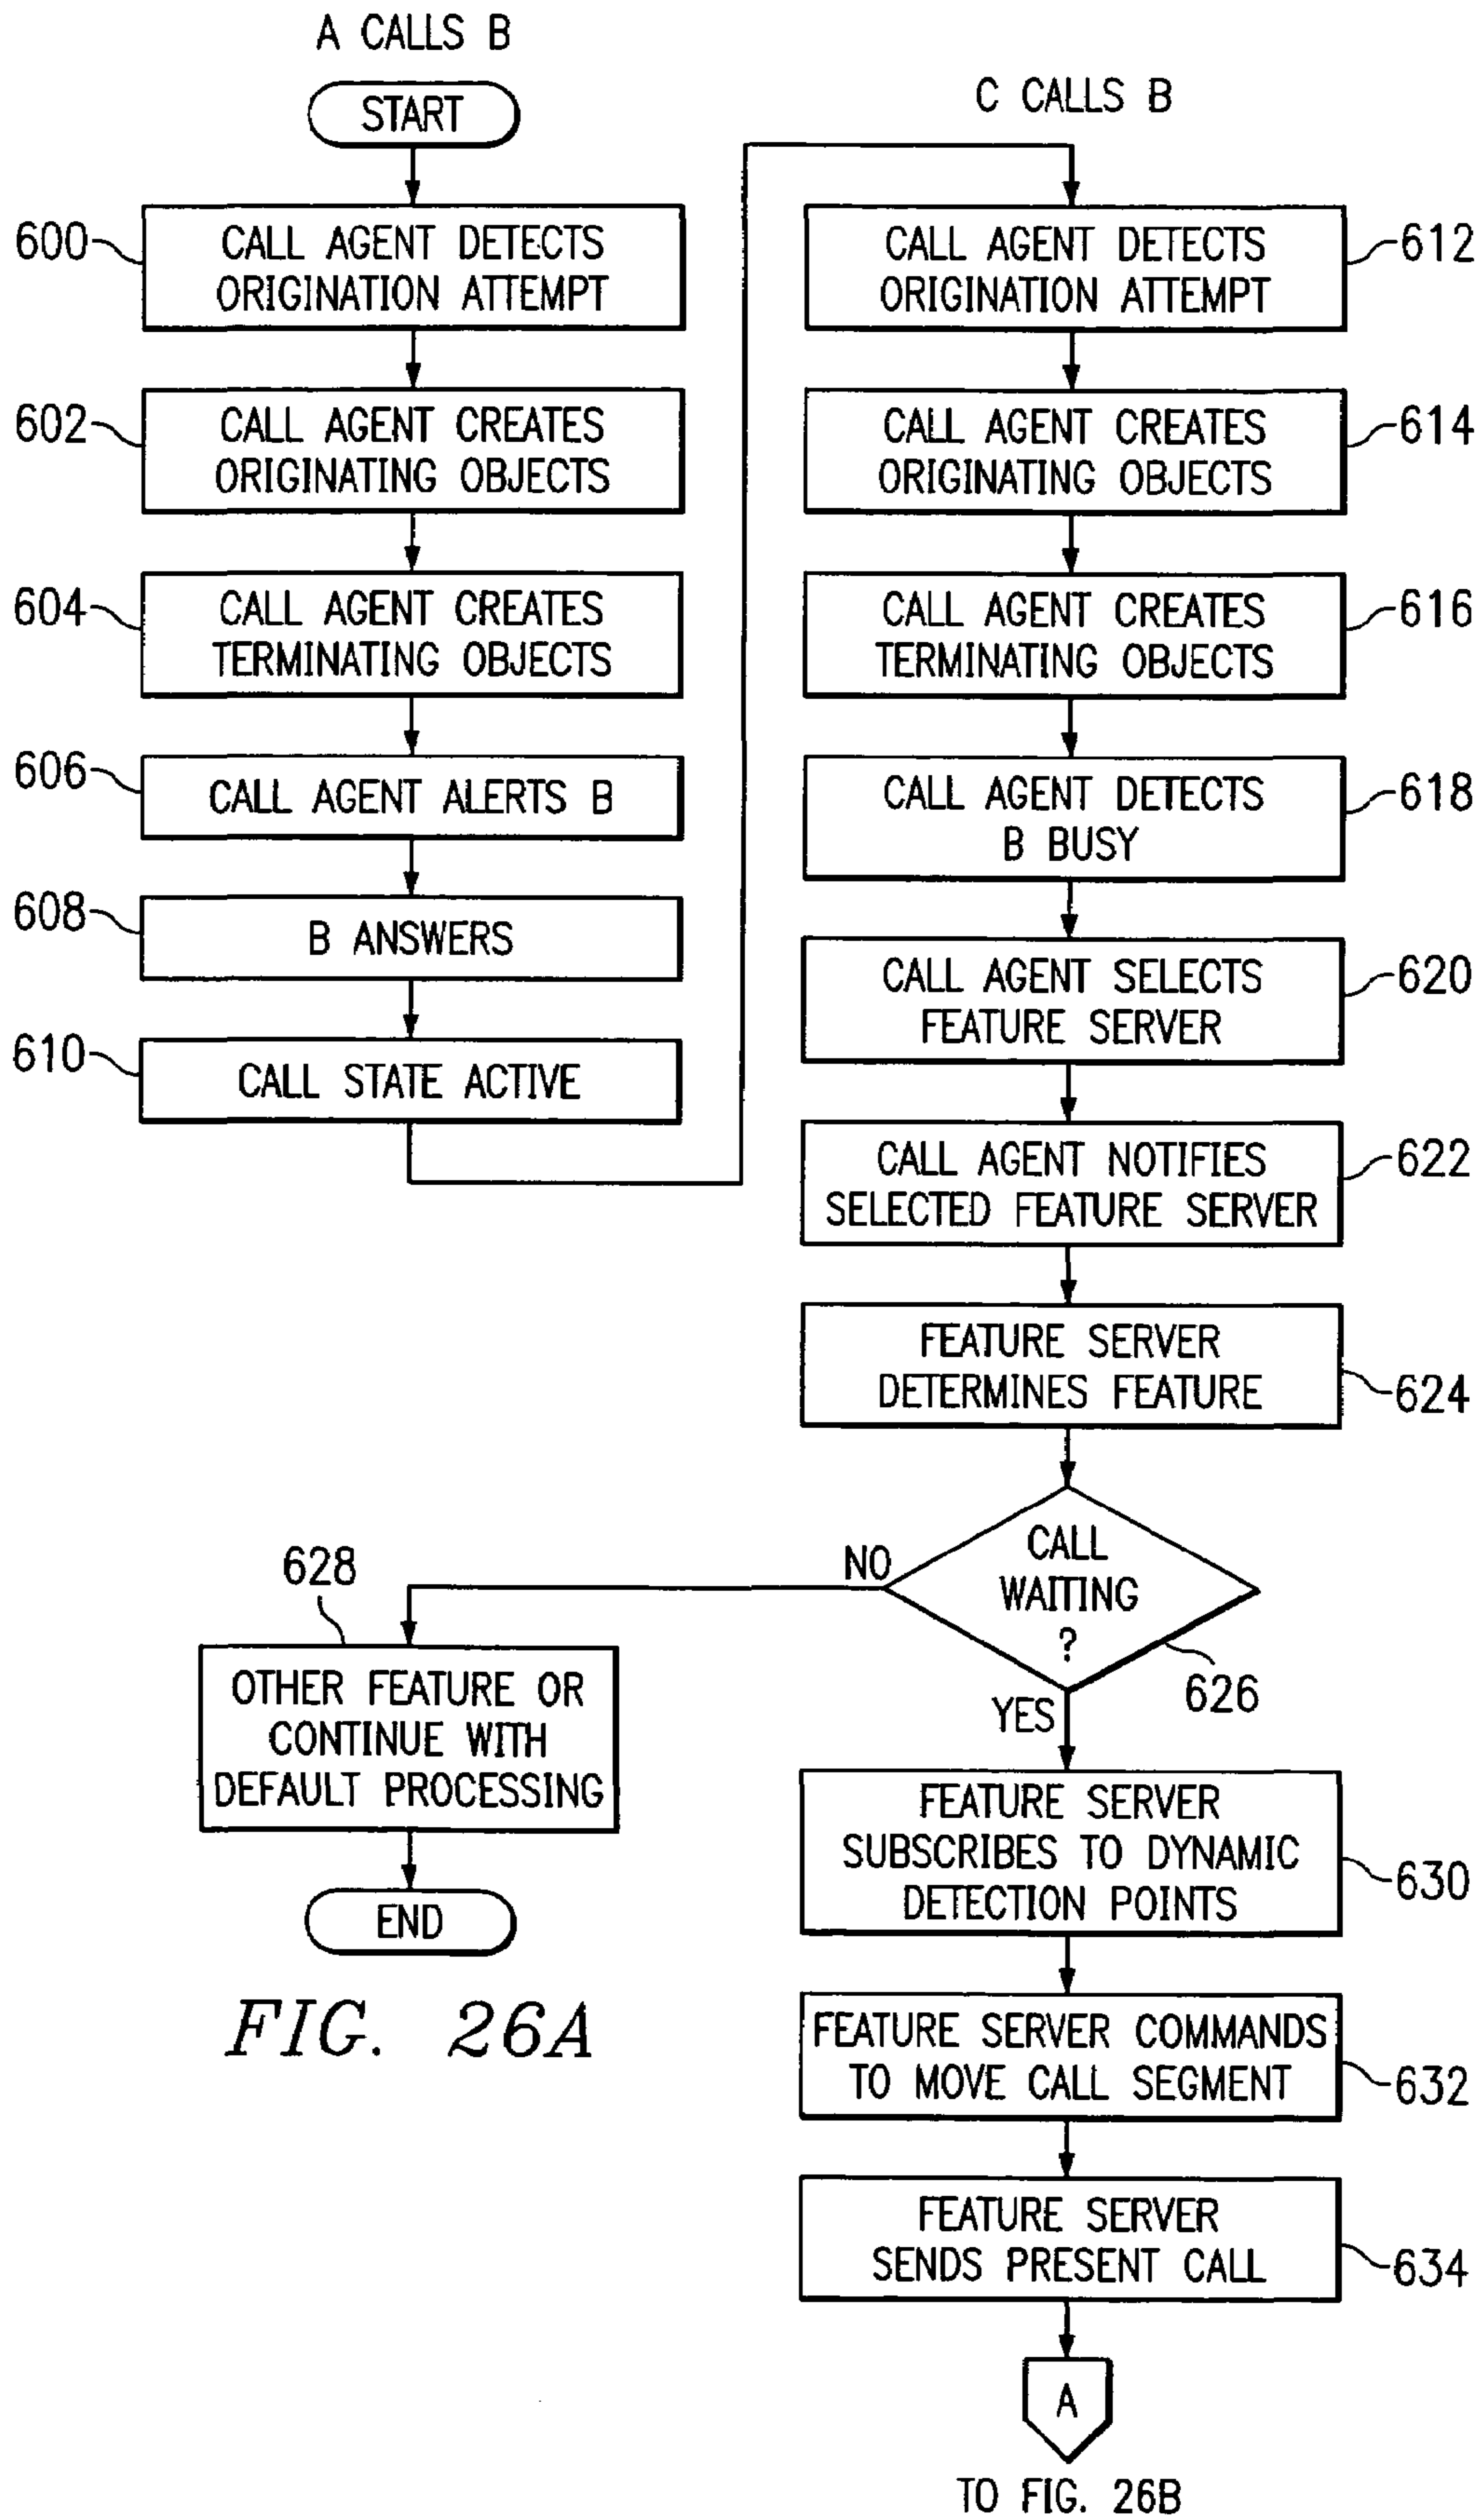 A CALLS B
START
600
CALL AGENT DETECTS
ORIGINATION ATTEMPT
602
CALL AGENT CREATES
ORIGINATING OBJECTS
604
CALL AGENT CREATES
TERMINATING OBJECTS
606
CALL AGENT ALERTS B
608
B ANSWERS
610
CALL STATE ACTIVE
C CALLS B
CALL AGENT DETECTS
ORIGINATION ATTEMPT
612
CALL AGENT CREATES
ORIGINATING OBJECTS
614
CALL AGENT CREATES
TERMINATING OBJECTS
616
CALL AGENT DETECTS
B BUSY
618
CALL AGENT SELECTS
FEATURE SERVER
620
CALL AGENT NOTIFIES
SELECTED FEATURE SERVER
622
FEATURE SERVER
DETERMINES FEATURE
624
CALL
WAITING
?
626
NO
628
OTHER FEATURE OR
CONTINUE WITH
DEFAULT PROCESSING
END
YES
FEATURE SERVER
SUBSCRIBES TO DYNAMIC
DETECTION POINTS
630
FEATURE SERVER COMMANDS
TO MOVE CALL SEGMENT
632
FEATURE SERVER
SENDS PRESENT CALL
634
A
TO FIG. 26B
FIG. 26A